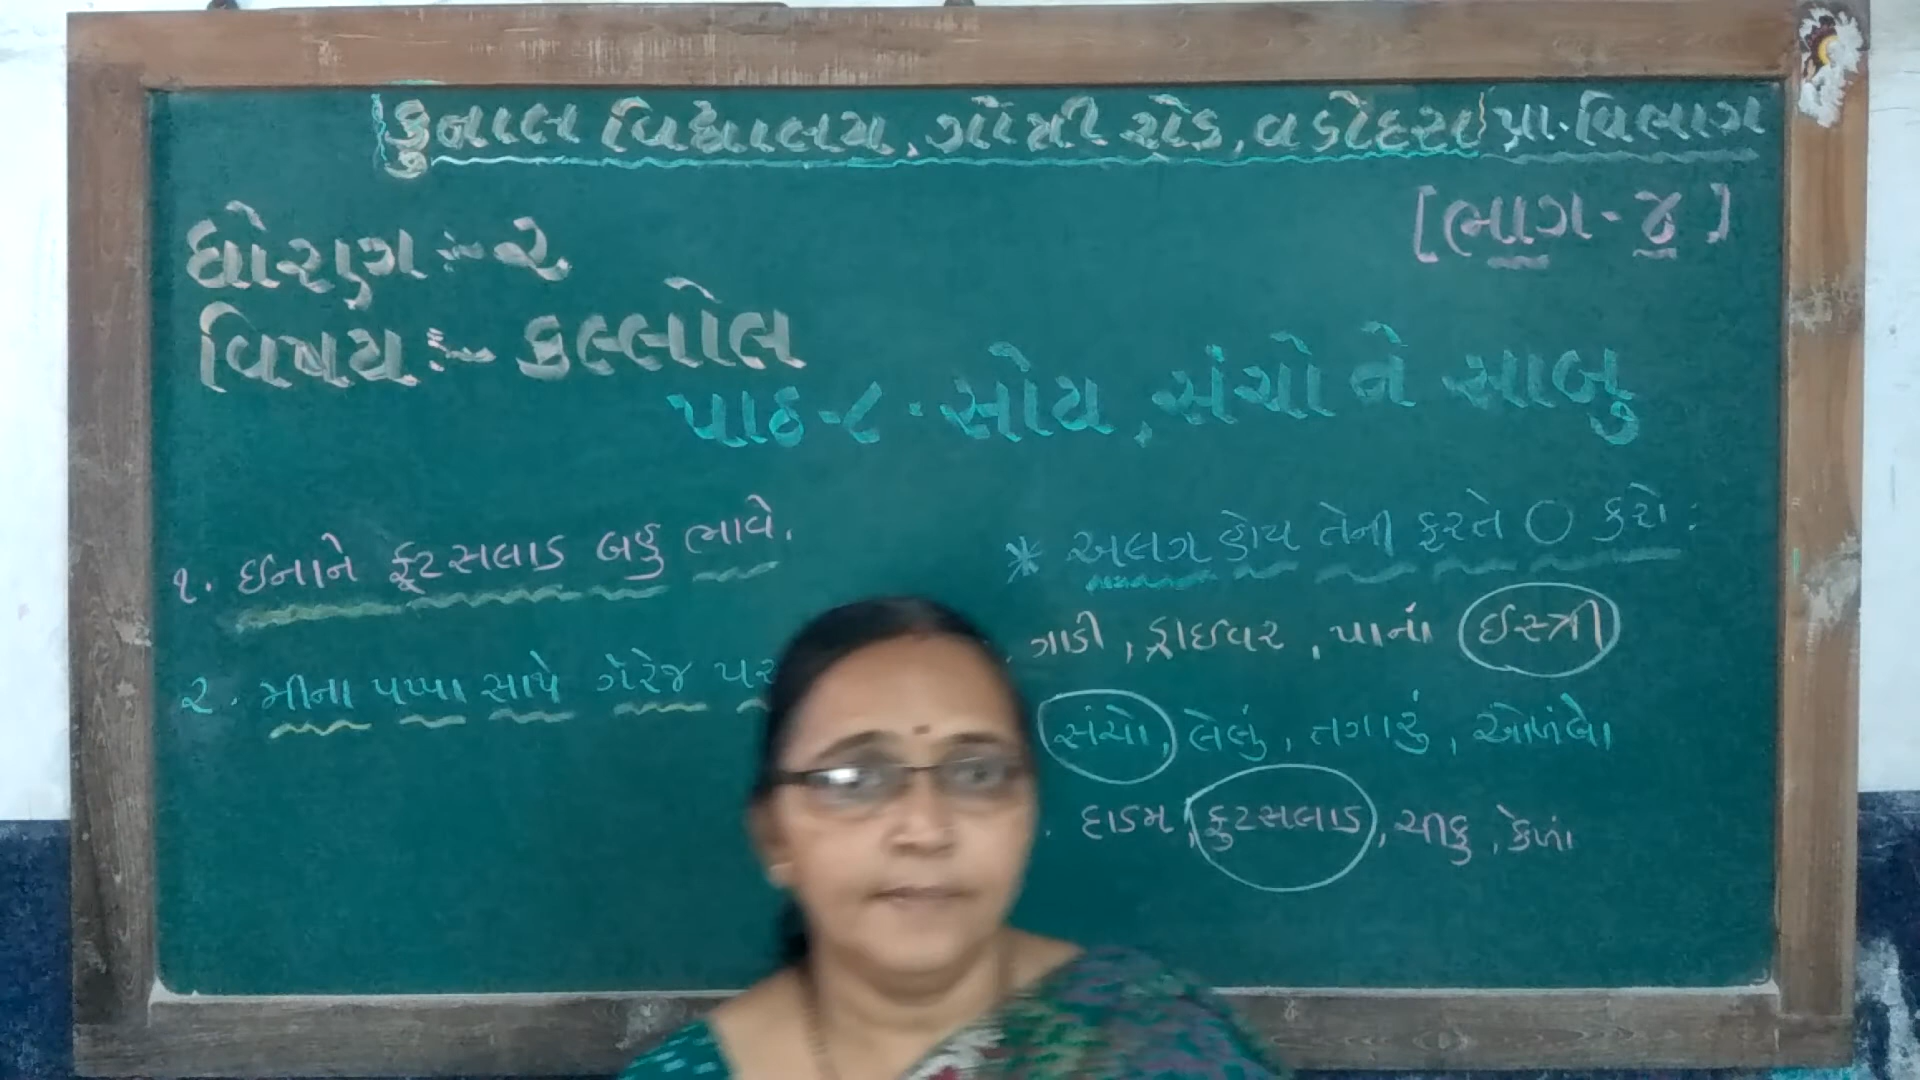 કુનાલ વિદ્યાલય, ગોત્રી રોડ, વડોદરા પ્રા. વિભાગ
[ભાગ-૪]
ધોરણ :- ૨
વિષય :- કલ્લોલ
પાઠ-૮. સોય, સંચો ને સાબુ
૧. ઈનાને ફ્રૂટસલાડ બહુ ભાવે.
૨. મીના પપ્પા સાથે ગેરેજ પર
* અલગ હોય તેની ફરતે ○ કરો :
ગાડી, ડ્રાઈવર, પાનાં ઈસ્ત્રી
સંચો, લેલું, તગારું, ઓળંબો
દાડમ, ફ્રુટસલાડ, ચીકુ, કેળાં